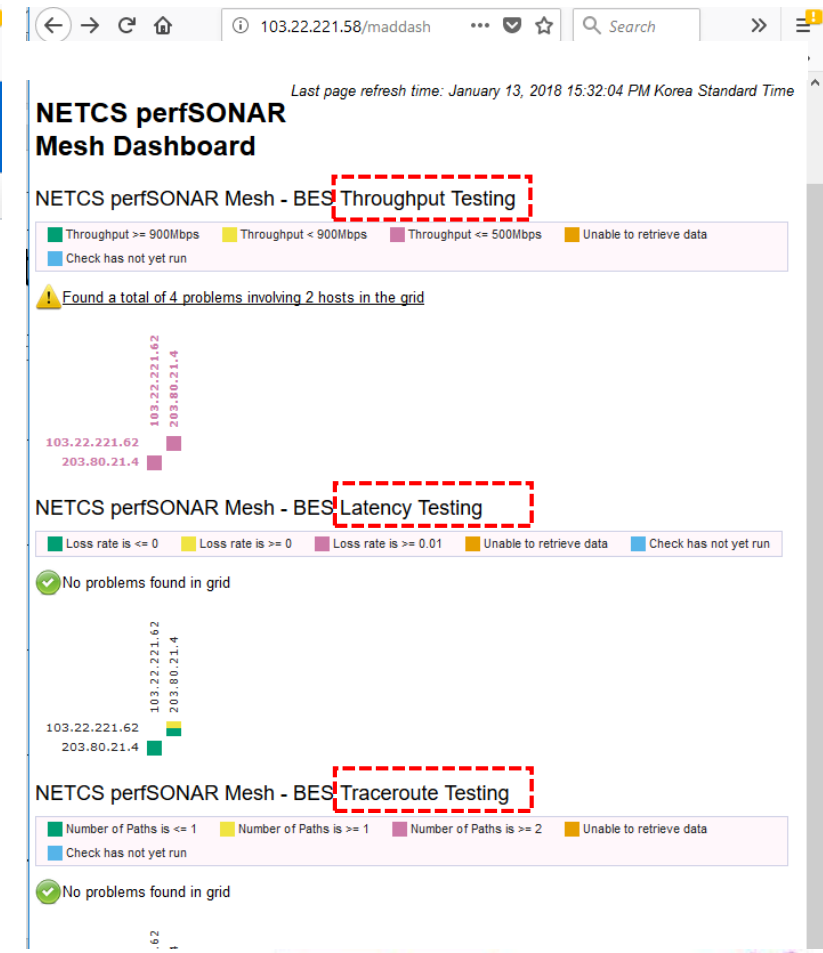 103.22.221.58/maddash
Search
Last page refresh time: January 13, 2018 15:32:04 PM Korea Standard Time
NETCS perfSONAR
Mesh Dashboard
NETCS perfSONAR Mesh - BES Throughput Testing
Throughput >= 900Mbps Throughput < 900Mbps Throughput <= 500Mbps Unable to retrieve data
Check has not yet run
Found a total of 4 problems involving 2 hosts in the grid
103.22.221.62
203.80.21.4
103.22.221.62
203.80.21.4
NETCS perfSONAR Mesh - BES Latency Testing
Loss rate is <= 0 Loss rate is >= 0 Loss rate is >= 0.01 Unable to retrieve data Check has not yet run
No problems found in grid
103.22.221.62
203.80.21.4
103.22.221.62
203.80.21.4
NETCS perfSONAR Mesh - BES Traceroute Testing
Number of Paths is <= 1 Number of Paths is >= 1 Number of Paths is >= 2 Unable to retrieve data
Check has not yet run
No problems found in grid
.62